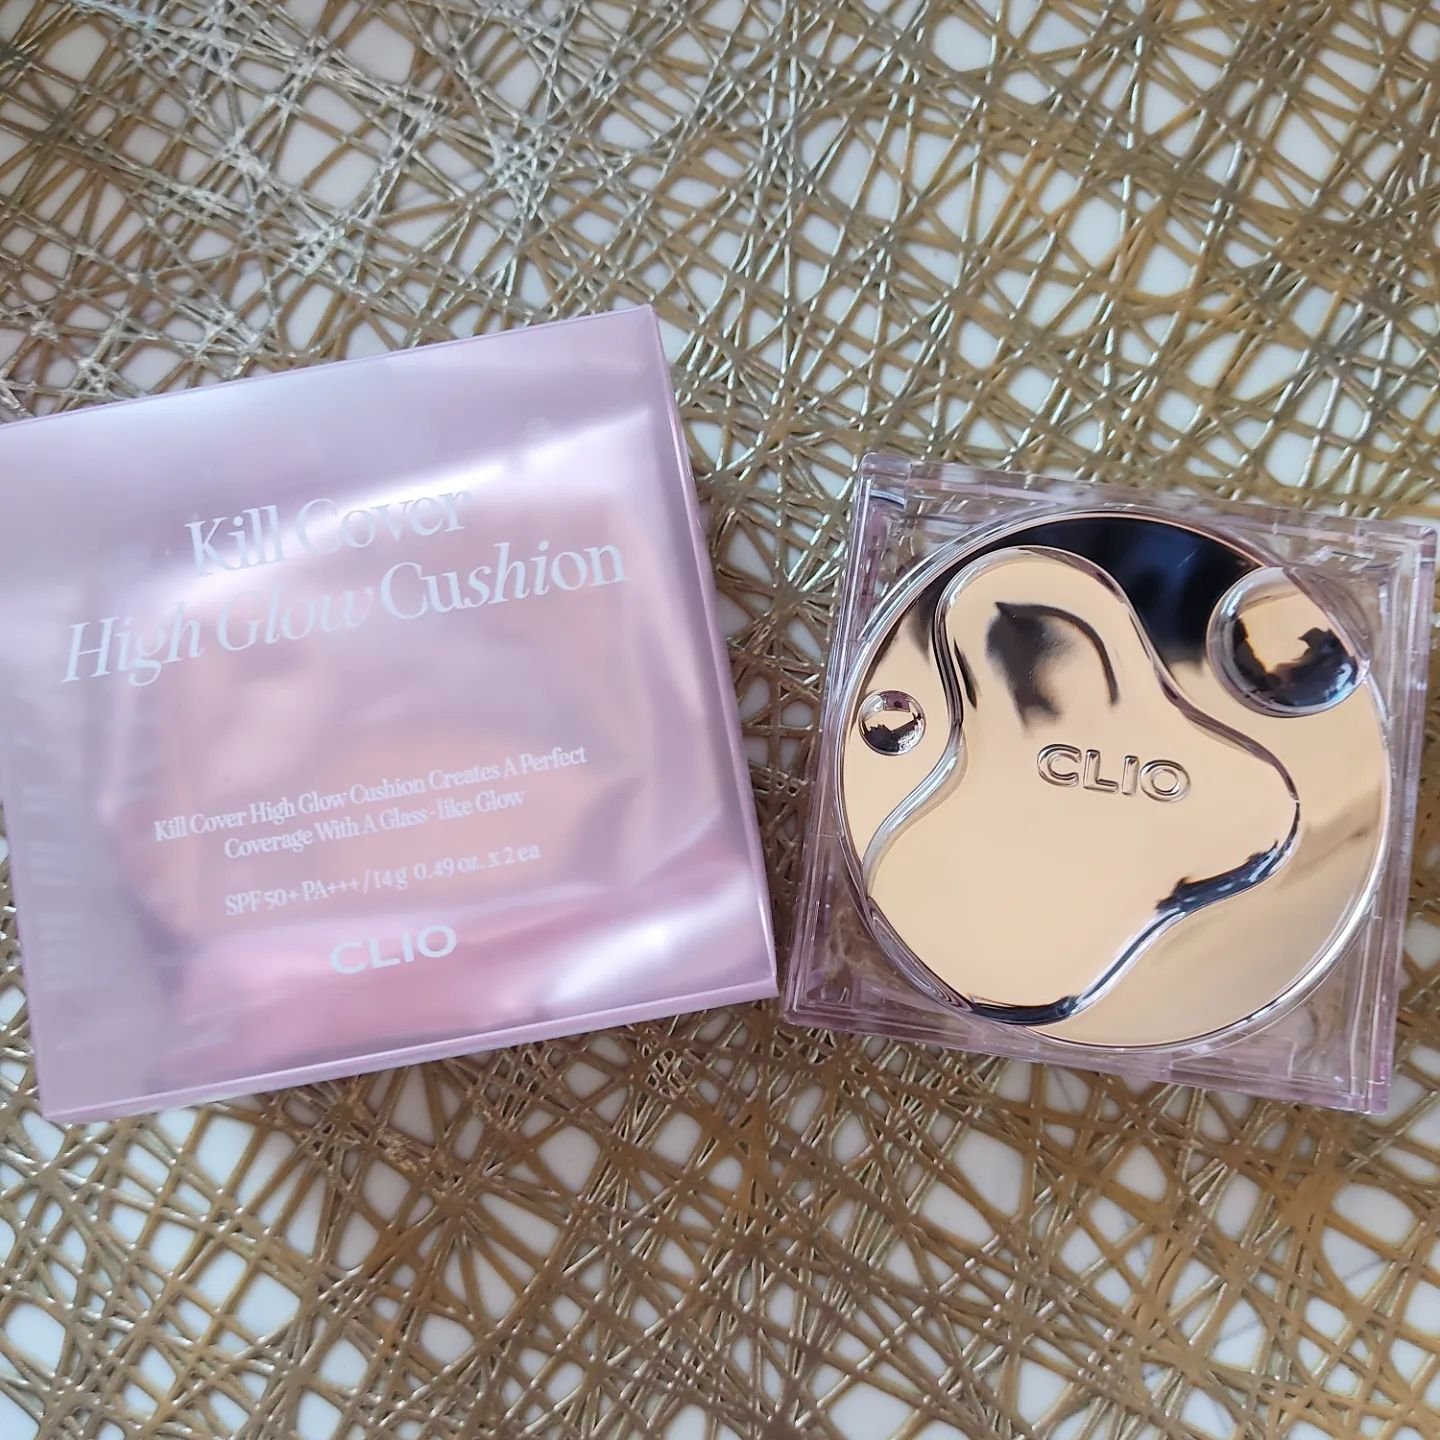 Kill Cover
High Glow Cushion
Kill Cover High Glow Cushion Creates A Perfect
Coverage With A Glass-like Glow
SPF 50+ PA+++ / 14 g 0.49 oz. x 2 ea
CLIO
CLIO